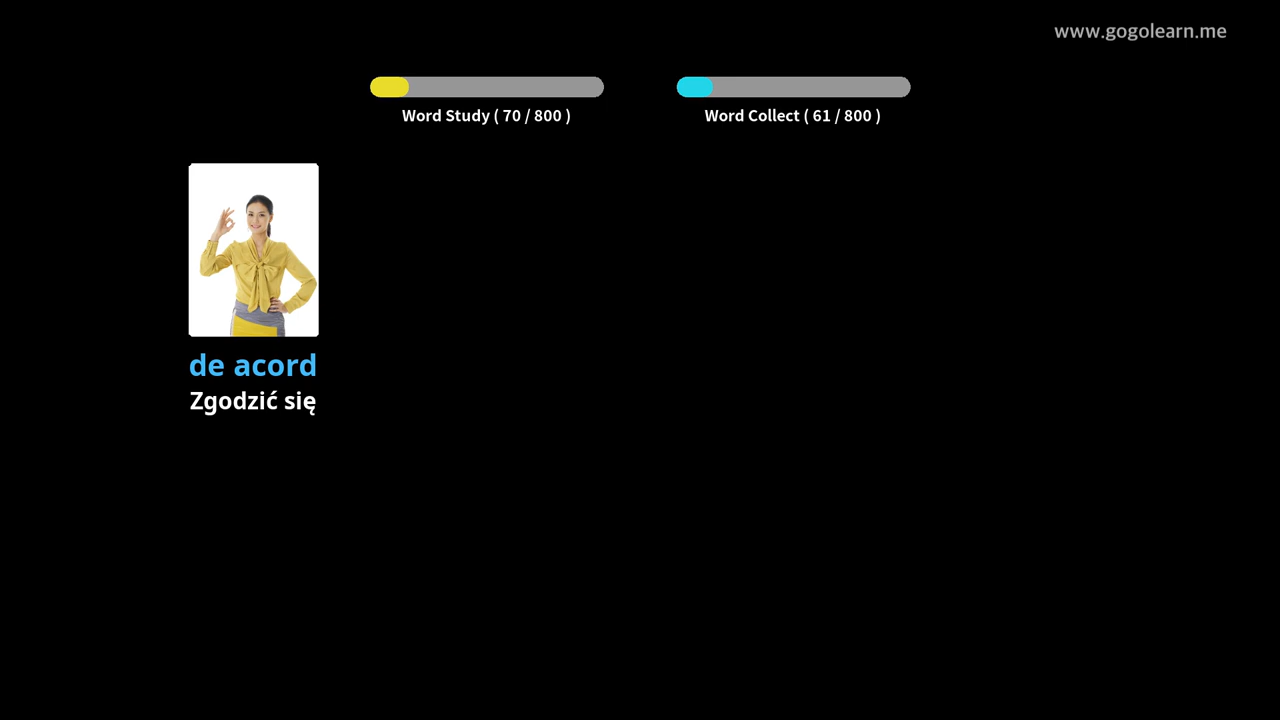 www.gogolearn.me
Word Study ( 70 / 800 )
Word Collect ( 61 / 800 )
de acord
Zgodzić się